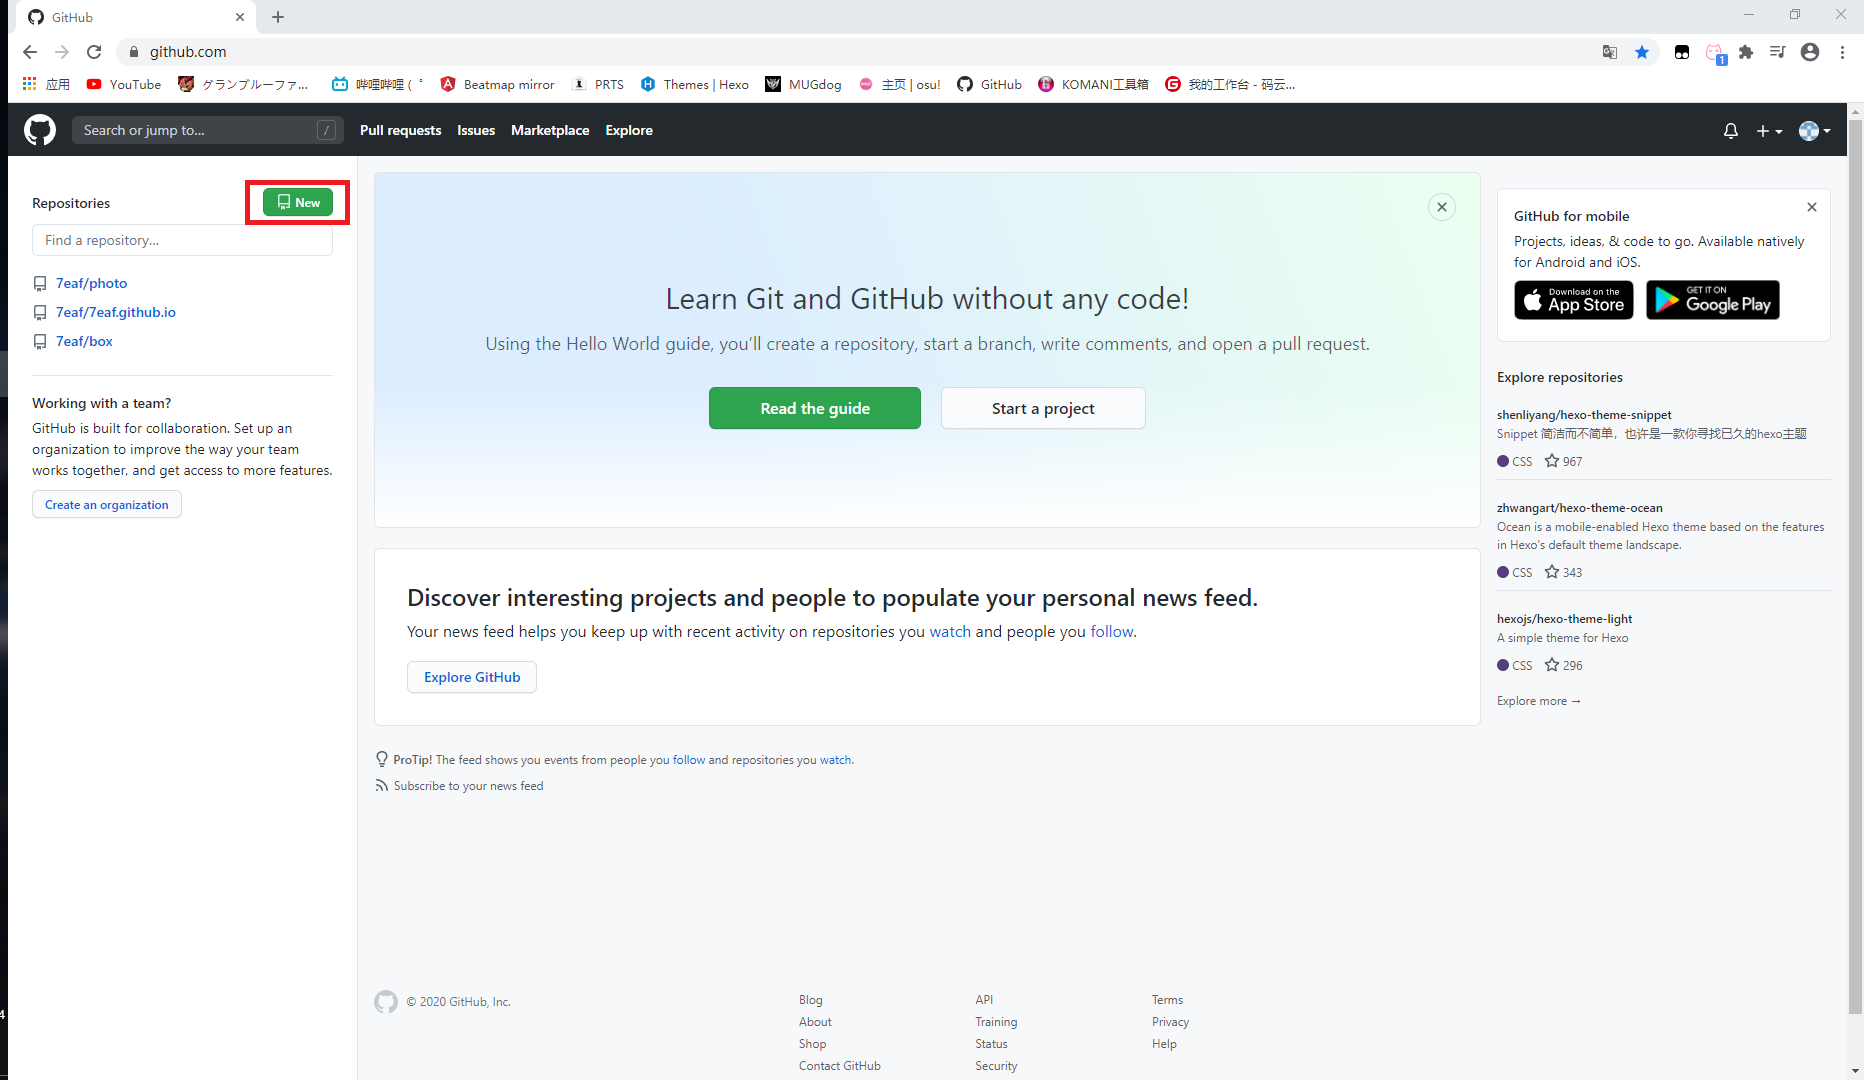 GitHub
github.com
1
应用
YouTube
グランブルーファ...
哔哩哔哩 ( ゜
Beatmap mirror
PRTS
Themes | Hexo
MUGdog
主页 | osu!
GitHub
KOMANI工具箱
我的工作台 - 码云...
Search or jump to...
/
Pull requests
Issues
Marketplace
Explore
Repositories
New
Find a repository...
7eaf/photo
7eaf/7eaf.github.io
7eaf/box
Working with a team?
GitHub is built for collaboration. Set up an
organization to improve the way your team
works together, and get access to more features.
Create an organization
Learn Git and GitHub without any code!
Using the Hello World guide, you’ll create a repository, start a branch, write comments, and open a pull request.
Read the guide
Start a project
Discover interesting projects and people to populate your personal news feed.
Your news feed helps you keep up with recent activity on repositories you watch and people you follow.
Explore GitHub
ProTip! The feed shows you events from people you follow and repositories you watch.
Subscribe to your news feed
GitHub for mobile
Projects, ideas, & code to go. Available natively
for Android and iOS.
Download on the
App Store
GET IT ON
Google Play
Explore repositories
shenliyang/hexo-theme-snippet
Snippet 简洁而不简单，也许是一款你寻找已久的hexo主题
CSS 967
zhwangart/hexo-theme-ocean
Ocean is a mobile-enabled Hexo theme based on the features
in Hexo's default theme landscape.
CSS 343
hexojs/hexo-theme-light
A simple theme for Hexo
CSS 296
Explore more →
© 2020 GitHub, Inc.
Blog
About
Shop
Contact GitHub
API
Training
Status
Security
Terms
Privacy
Help
4